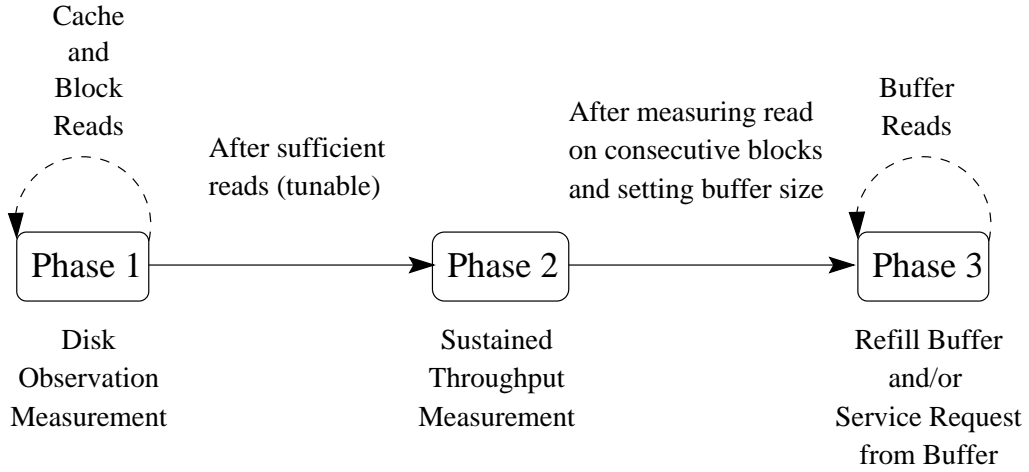 Cache
and
Block
Reads
After sufficient
reads (tunable)
After measuring read
on consecutive blocks
and setting buffer size
Buffer
Reads
Phase 1
Phase 2
Phase 3
Disk
Observation
Measurement
Sustained
Throughput
Measurement
Refill Buffer
and/or
Service Request
from Buffer